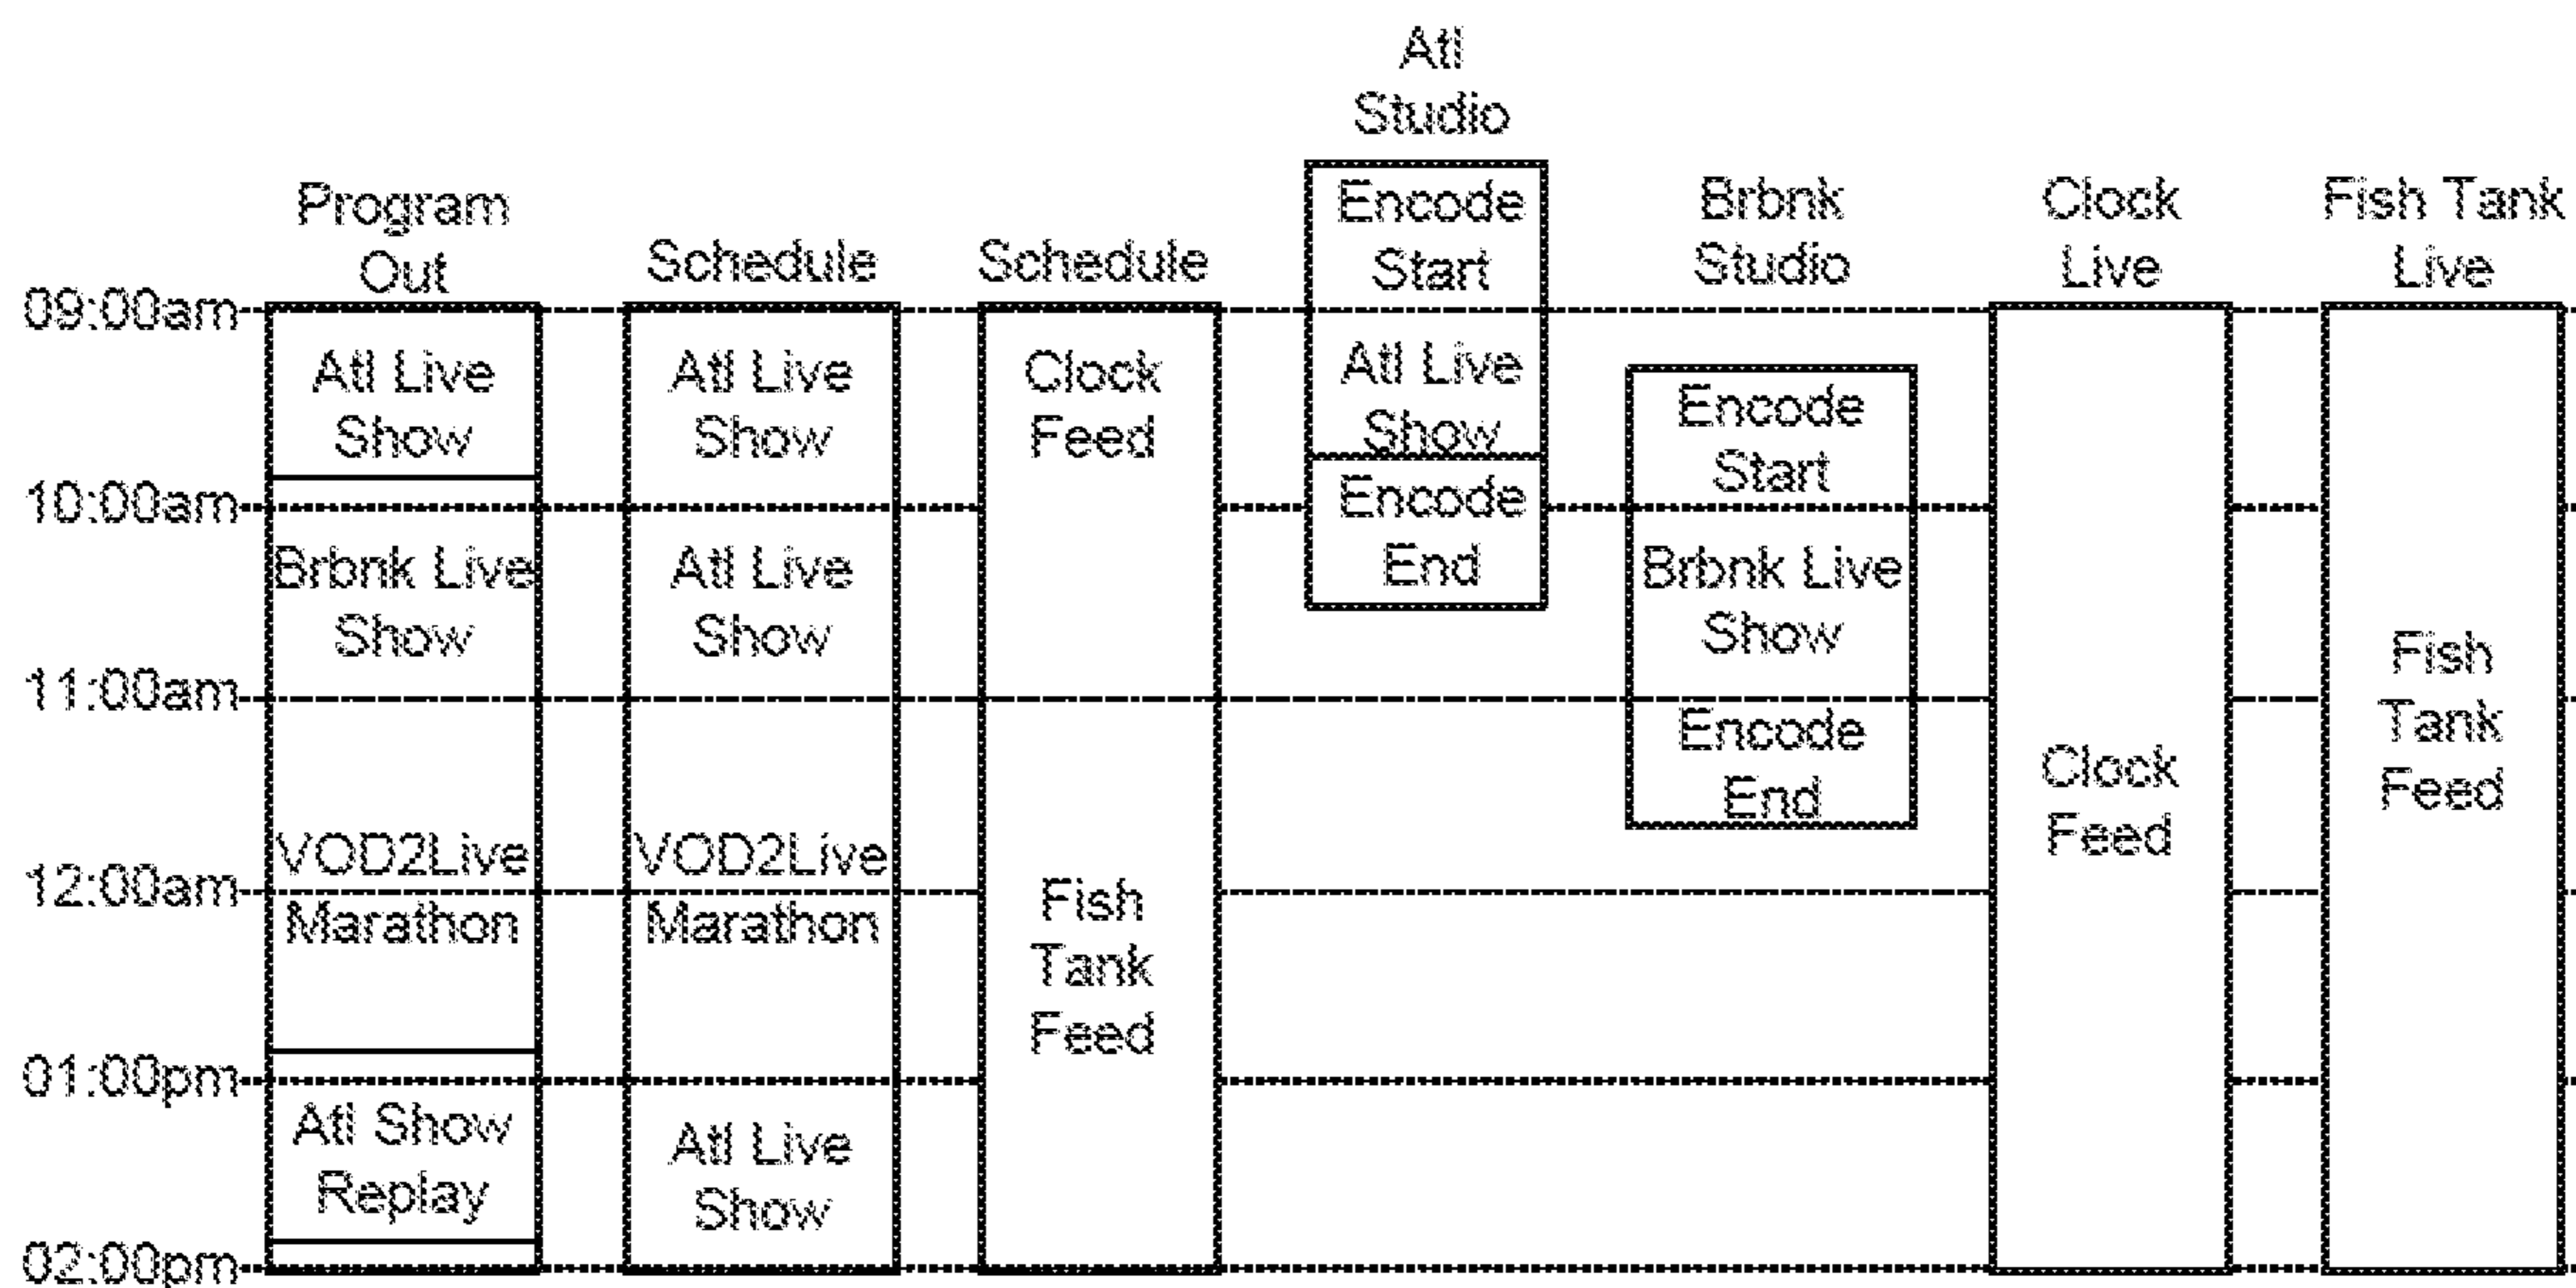 Program
Out
Schedule
Schedule
Atl
Studio
Brbnk
Studio
Clock
Live
Fish Tank
Live
09:00am
10:00am
11:00am
12:00am
01:00pm
02:00pm
Atl Live
Show
Brbnk Live
Show
VOD2Live
Marathon
Atl Show
Replay
Atl Live
Show
Atl Live
Show
VOD2Live
Marathon
Atl Live
Show
Clock
Feed
Fish
Tank
Feed
Encode
Start
Atl Live
Show
Encode
End
Encode
Start
Brbnk Live
Show
Encode
End
Clock
Feed
Fish
Tank
Feed